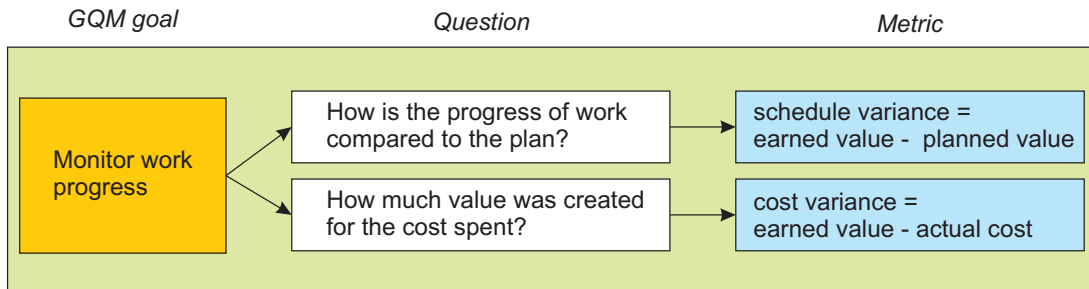 GQM goal
Question
Metric
Monitor work
progress
How is the progress of work
compared to the plan?
schedule variance =
earned value - planned value
How much value was created
for the cost spent?
cost variance =
earned value - actual cost